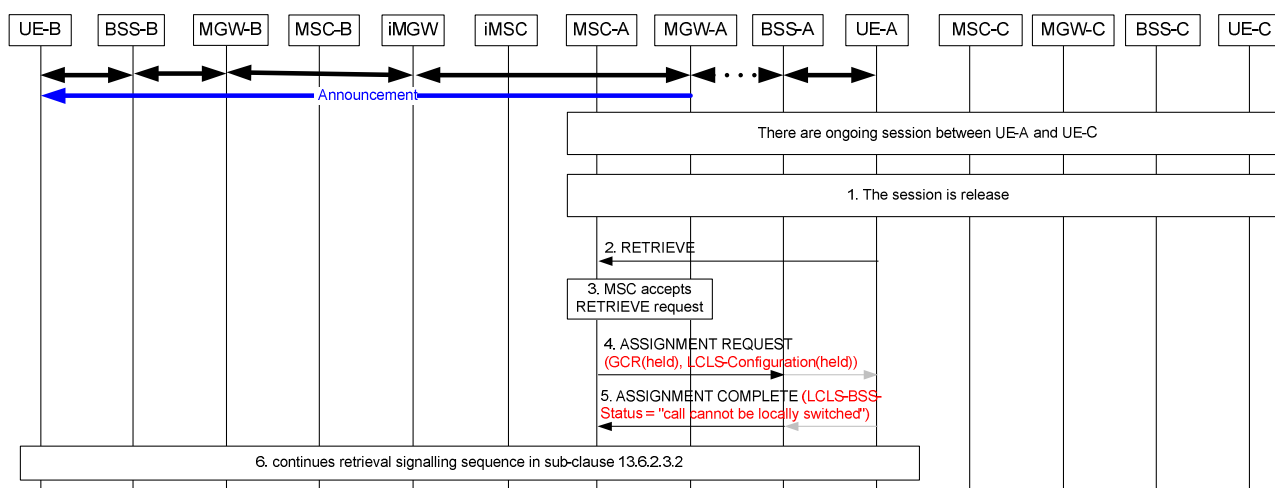 UE-B BSS-B MGW-B MSC-B iMGW iMSC MSC-A MGW-A BSS-A UE-A MSC-C MGW-C BSS-C UE-C
Announcement
There are ongoing session between UE-A and UE-C
1. The session is release
2. RETRIEVE
3. MSC accepts
RETRIEVE request
4. ASSIGNMENT REQUEST
(GCR(held), LCLS-Configuration(held))
5. ASSIGNMENT COMPLETE (LCLS-BSS-
Status = "call cannot be locally switched")
6. continues retrieval signalling sequence in sub-clause 13.6.2.3.2